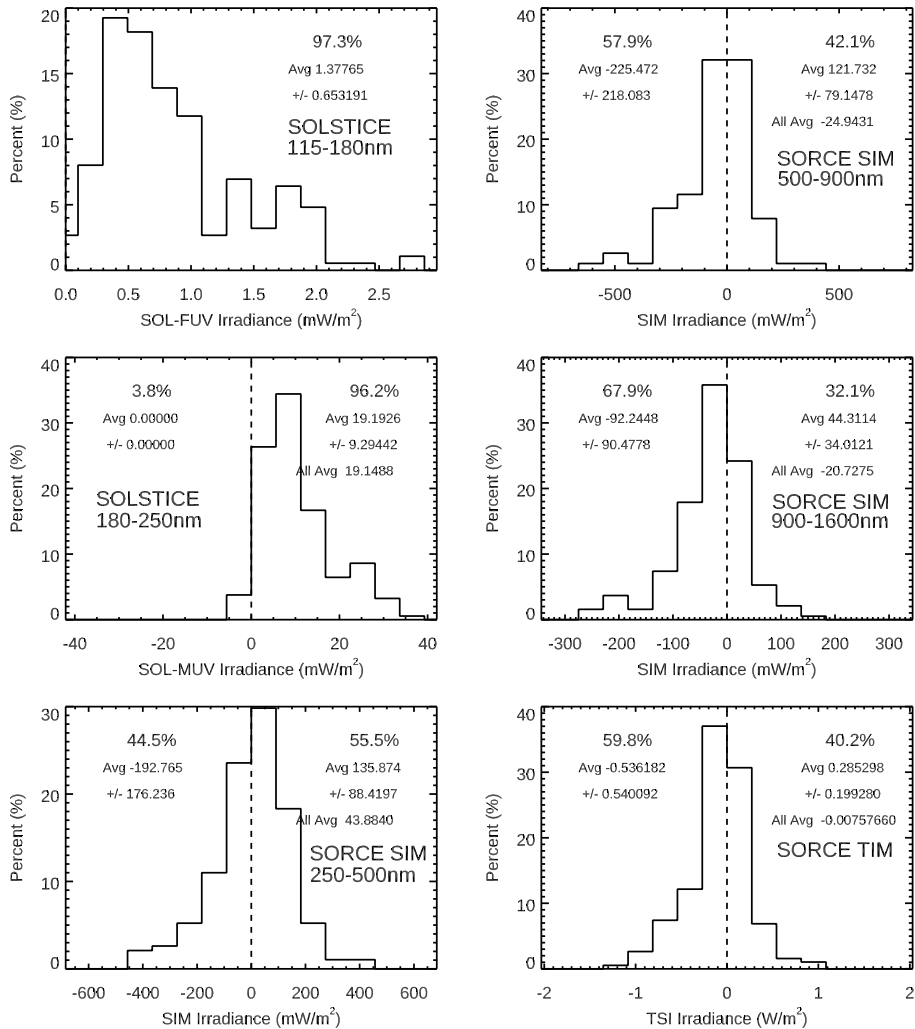 20
15
10
5
0
Percent (%)
97.3%
Avg 1.37765
+/- 0.653191
SOLSTICE
115-180nm
0.0 0.5 1.0 1.5 2.0 2.5
SOL-FUV Irradiance (mW/m²)
40
30
20
10
0
Percent (%)
57.9%
Avg -225.472
+/- 218.083
42.1%
Avg 121.732
+/- 79.1478
All Avg -24.9431
SORCE SIM
500-900nm
-500 0 500
SIM Irradiance (mW/m²)
40
30
20
10
0
Percent (%)
3.8%
Avg 0.00000
+/- 0.00000
96.2%
Avg 19.1926
+/- 9.29442
All Avg 19.1488
SOLSTICE
180-250nm
-40 -20 0 20 40
SOL-MUV Irradiance (mW/m²)
40
30
20
10
0
Percent (%)
67.9%
Avg -92.2448
+/- 90.4778
32.1%
Avg 44.3114
+/- 34.0121
All Avg -20.7275
SORCE SIM
900-1600nm
-300 -200 -100 0 100 200 300
SIM Irradiance (mW/m²)
30
20
10
0
Percent (%)
44.5%
Avg -192.765
+/- 176.236
55.5%
Avg 135.874
+/- 88.4197
All Avg 43.8840
SORCE SIM
250-500nm
-600 -400 -200 0 200 400 600
SIM Irradiance (mW/m²)
40
30
20
10
0
Percent (%)
59.8%
Avg -0.536182
+/- 0.540092
40.2%
Avg 0.285298
+/- 0.199280
All Avg -0.00757660
SORCE TIM
-2 -1 0 1 2
TSI Irradiance (W/m²)